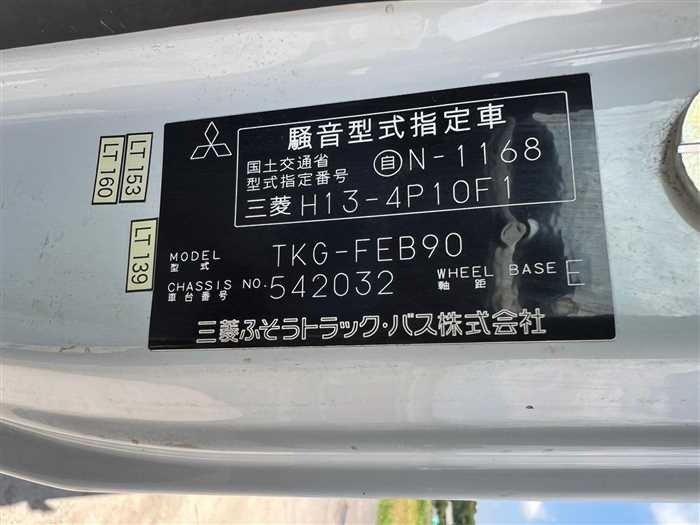 騒音型式指定車
国土交通省
型式指定番号
自N-1168
三菱 H13-4P10F1
MODEL
型式
TKG-FEB90
CHASSIS NO.
車台番号
542032
WHEEL BASE
軸距
E
三菱ふそうトラック・バス株式会社
LT 153
LT 160
LT 139